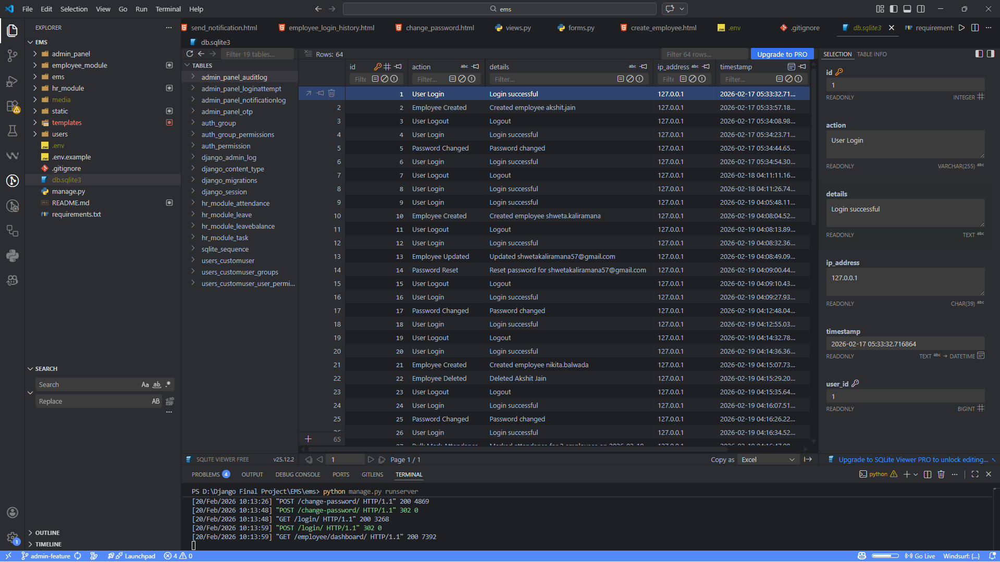 File Edit Selection View Go Run Terminal Help
ems
EXPLORER
EMS
admin_panel
employee_module
ems
hr_module
media
static
templates
users
.env
.env.example
.gitignore
db.sqlite3
manage.py
README.md
requirements.txt
SEARCH
Search
Aa ab .*
Replace
AB
OUTLINE
TIMELINE
send_notification.html employee_login_history.html change_password.html views.py forms.py create_employee.html .env .gitignore db.sqlite3 requirement
db.sqlite3
Filter 19 tables...
TABLES
admin_panel_auditlog
admin_panel_loginattempt
admin_panel_notificationlog
admin_panel_otp
auth_group
auth_group_permissions
auth_permission
django_admin_log
django_content_type
django_migrations
django_session
hr_module_attendance
hr_module_leave
hr_module_leavebalance
hr_module_task
sqlite_sequence
users_customuser
users_customuser_groups
users_customuser_user_permi...
SQLITE VIEWER FREE v25.12.2
Rows: 64
Filter 64 rows...
Upgrade to PRO
id action abc details abc ip_address abc timestamp
Filte Filter... Filter... Filte Filter...
1 User Login Login successful 127.0.0.1 2026-02-17 05:33:32.71...
2 2 Employee Created Created employee akshit.jain 127.0.0.1 2026-02-17 05:33:57.18...
3 3 User Logout Logout 127.0.0.1 2026-02-17 05:34:08.98...
4 4 User Login Login successful 127.0.0.1 2026-02-17 05:34:23.71...
5 5 Password Changed Password changed 127.0.0.1 2026-02-17 05:34:44.65...
6 6 User Login Login successful 127.0.0.1 2026-02-17 05:34:54.30...
7 7 User Logout Logout 127.0.0.1 2026-02-18 04:11:11.16...
8 8 User Login Login successful 127.0.0.1 2026-02-18 04:11:26.74...
9 9 User Login Login successful 127.0.0.1 2026-02-19 04:05:48.11...
10 10 Employee Created Created employee shweta.kaliramana 127.0.0.1 2026-02-19 04:08:04.52...
11 11 User Logout Logout 127.0.0.1 2026-02-19 04:08:13.89...
12 12 User Login Login successful 127.0.0.1 2026-02-19 04:08:32.36...
13 13 Employee Updated Updated shwetakaliramana57@gmail.com 127.0.0.1 2026-02-19 04:08:49.09...
14 14 Password Reset Reset password for shwetakaliramana57@gmail.com 127.0.0.1 2026-02-19 04:09:00.44...
15 15 User Logout Logout 127.0.0.1 2026-02-19 04:09:10.43...
16 16 User Login Login successful 127.0.0.1 2026-02-19 04:09:27.93...
17 17 Password Changed Password changed 127.0.0.1 2026-02-19 04:12:48.04...
18 18 User Login Login successful 127.0.0.1 2026-02-19 04:12:55.03...
19 19 User Logout Logout 127.0.0.1 2026-02-19 04:14:32.78...
20 20 User Login Login successful 127.0.0.1 2026-02-19 04:14:36.36...
21 21 Employee Created Created employee nikita.balwada 127.0.0.1 2026-02-19 04:15:07.73...
22 22 Employee Deleted Deleted Akshit Jain 127.0.0.1 2026-02-19 04:15:29.20...
23 23 User Logout Logout 127.0.0.1 2026-02-19 04:15:35.64...
24 24 User Login Login successful 127.0.0.1 2026-02-19 04:16:07.51...
25 25 Password Changed Password changed 127.0.0.1 2026-02-19 04:16:26.22...
26 User Login Login successful 127.0.0.1 2026-02-19 04:16:34.52...
65
1 Page 1 / 1 Copy as Excel
SELECTION TABLE INFO
id
1
READONLY INTEGER
action
User Login
READONLY VARCHAR(255) abc
details
Login successful
READONLY TEXT abc
ip_address
127.0.0.1
READONLY CHAR(39) abc
timestamp
2026-02-17 05:33:32.716864
READONLY TEXT abc → DATETIME
user_id
1
READONLY BIGINT
Upgrade to SQLite Viewer PRO to unlock editing...
PROBLEMS 4 OUTPUT DEBUG CONSOLE PORTS GITLENS TERMINAL
python
PS D:\Django Final Project\EMS\ems> python manage.py runserver
[20/Feb/2026 10:13:26] "POST /change-password/ HTTP/1.1" 200 4869
[20/Feb/2026 10:13:48] "POST /change-password/ HTTP/1.1" 302 0
[20/Feb/2026 10:13:48] "GET /login/ HTTP/1.1" 200 3268
[20/Feb/2026 10:13:59] "POST /login/ HTTP/1.1" 302 0
[20/Feb/2026 10:13:59] "GET /employee/dashboard/ HTTP/1.1" 200 7392
1
admin-feature Launchpad 4 0 Go Live Windsurf: {...}